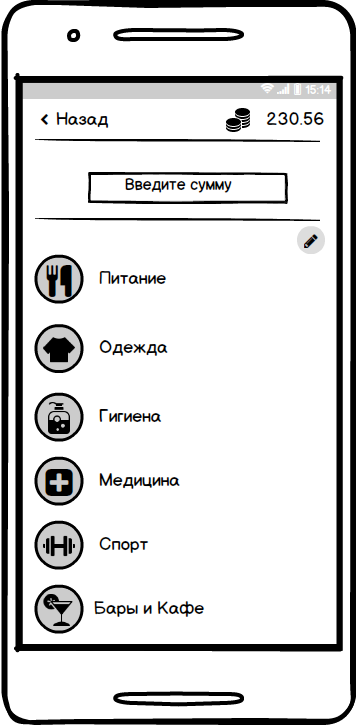 15:14
Назад
230.56
Введите сумму
Питание
Одежда
Гигиена
Медицина
Спорт
Бары и Кафе